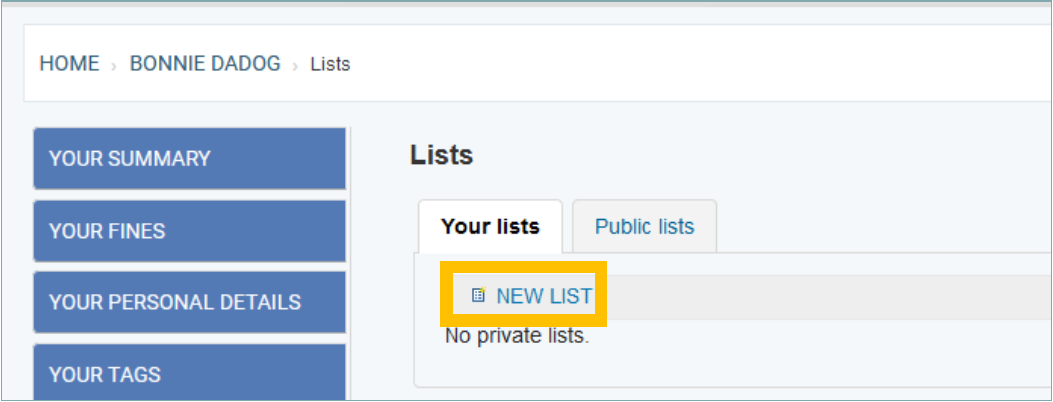 HOME › BONNIE DADOG › Lists
YOUR SUMMARY
YOUR FINES
YOUR PERSONAL DETAILS
YOUR TAGS
Lists
Your lists
Public lists
NEW LIST
No private lists.